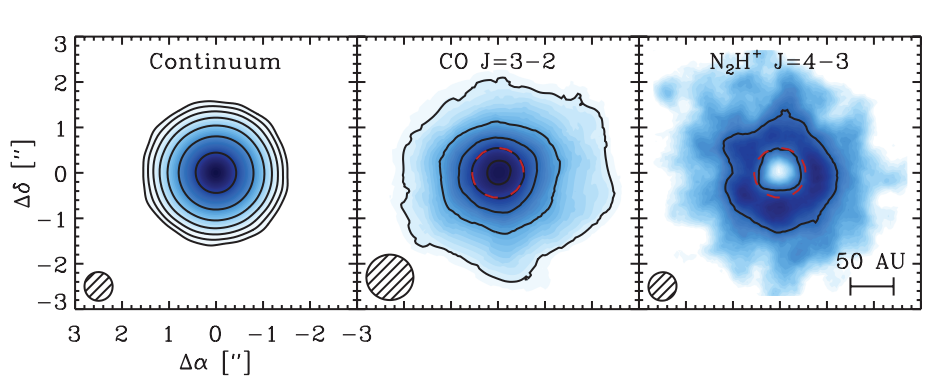 Continuum
CO J=3−2
N₂H⁺ J=4−3
3
2
1
0
−1
−2
−3
Δδ ["]
50 AU
3 2 1 0 −1 −2 −3
Δα ["]